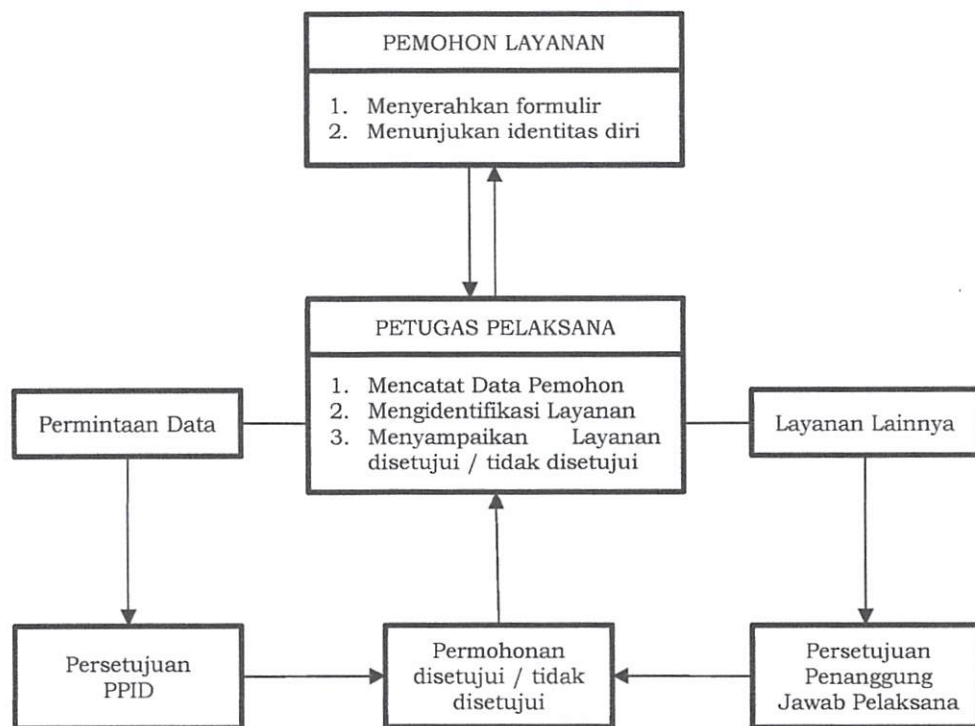 PEMOHON LAYANAN
1. Menyerahkan formulir
2. Menunjukan identitas diri
PETUGAS PELAKSANA
1. Mencatat Data Pemohon
2. Mengidentifikasi Layanan
3. Menyampaikan Layanan
disetujui / tidak disetujui
Permintaan Data
Layanan Lainnya
Persetujuan
PPID
Permohonan
disetujui / tidak
disetujui
Persetujuan
Penanggung
Jawab Pelaksana